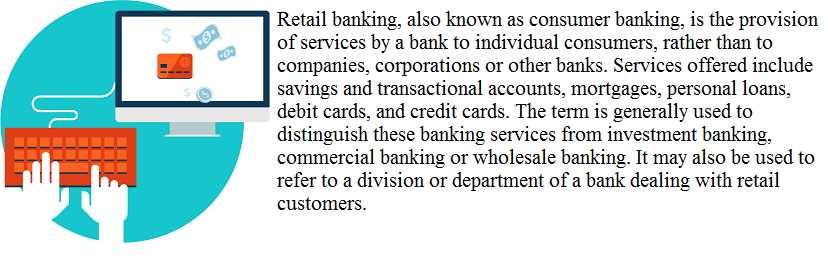 Retail banking, also known as consumer banking, is the provision
of services by a bank to individual consumers, rather than to
companies, corporations or other banks. Services offered include
savings and transactional accounts, mortgages, personal loans,
debit cards, and credit cards. The term is generally used to
distinguish these banking services from investment banking,
commercial banking or wholesale banking. It may also be used to
refer to a division or department of a bank dealing with retail
customers.